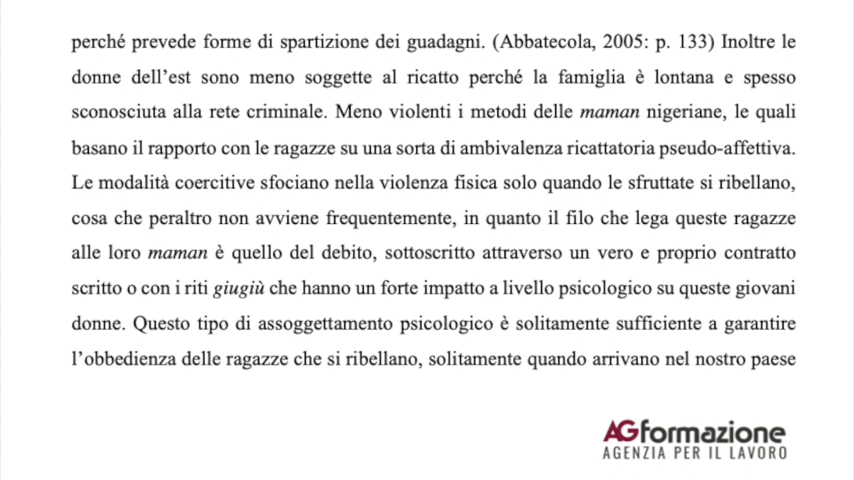 perché prevede forme di spartizione dei guadagni. (Abbatecola, 2005: p. 133) Inoltre le
donne dell’est sono meno soggette al ricatto perché la famiglia è lontana e spesso
sconosciuta alla rete criminale. Meno violenti i metodi delle maman nigeriane, le quali
basano il rapporto con le ragazze su una sorta di ambivalenza ricattatoria pseudo-affettiva.
Le modalità coercitive sfociano nella violenza fisica solo quando le sfruttate si ribellano,
cosa che peraltro non avviene frequentemente, in quanto il filo che lega queste ragazze
alle loro maman è quello del debito, sottoscritto attraverso un vero e proprio contratto
scritto o con i riti giugiù che hanno un forte impatto a livello psicologico su queste giovani
donne. Questo tipo di assoggettamento psicologico è solitamente sufficiente a garantire
l’obbedienza delle ragazze che si ribellano, solitamente quando arrivano nel nostro paese
AGformazione
AGENZIA PER IL LAVORO